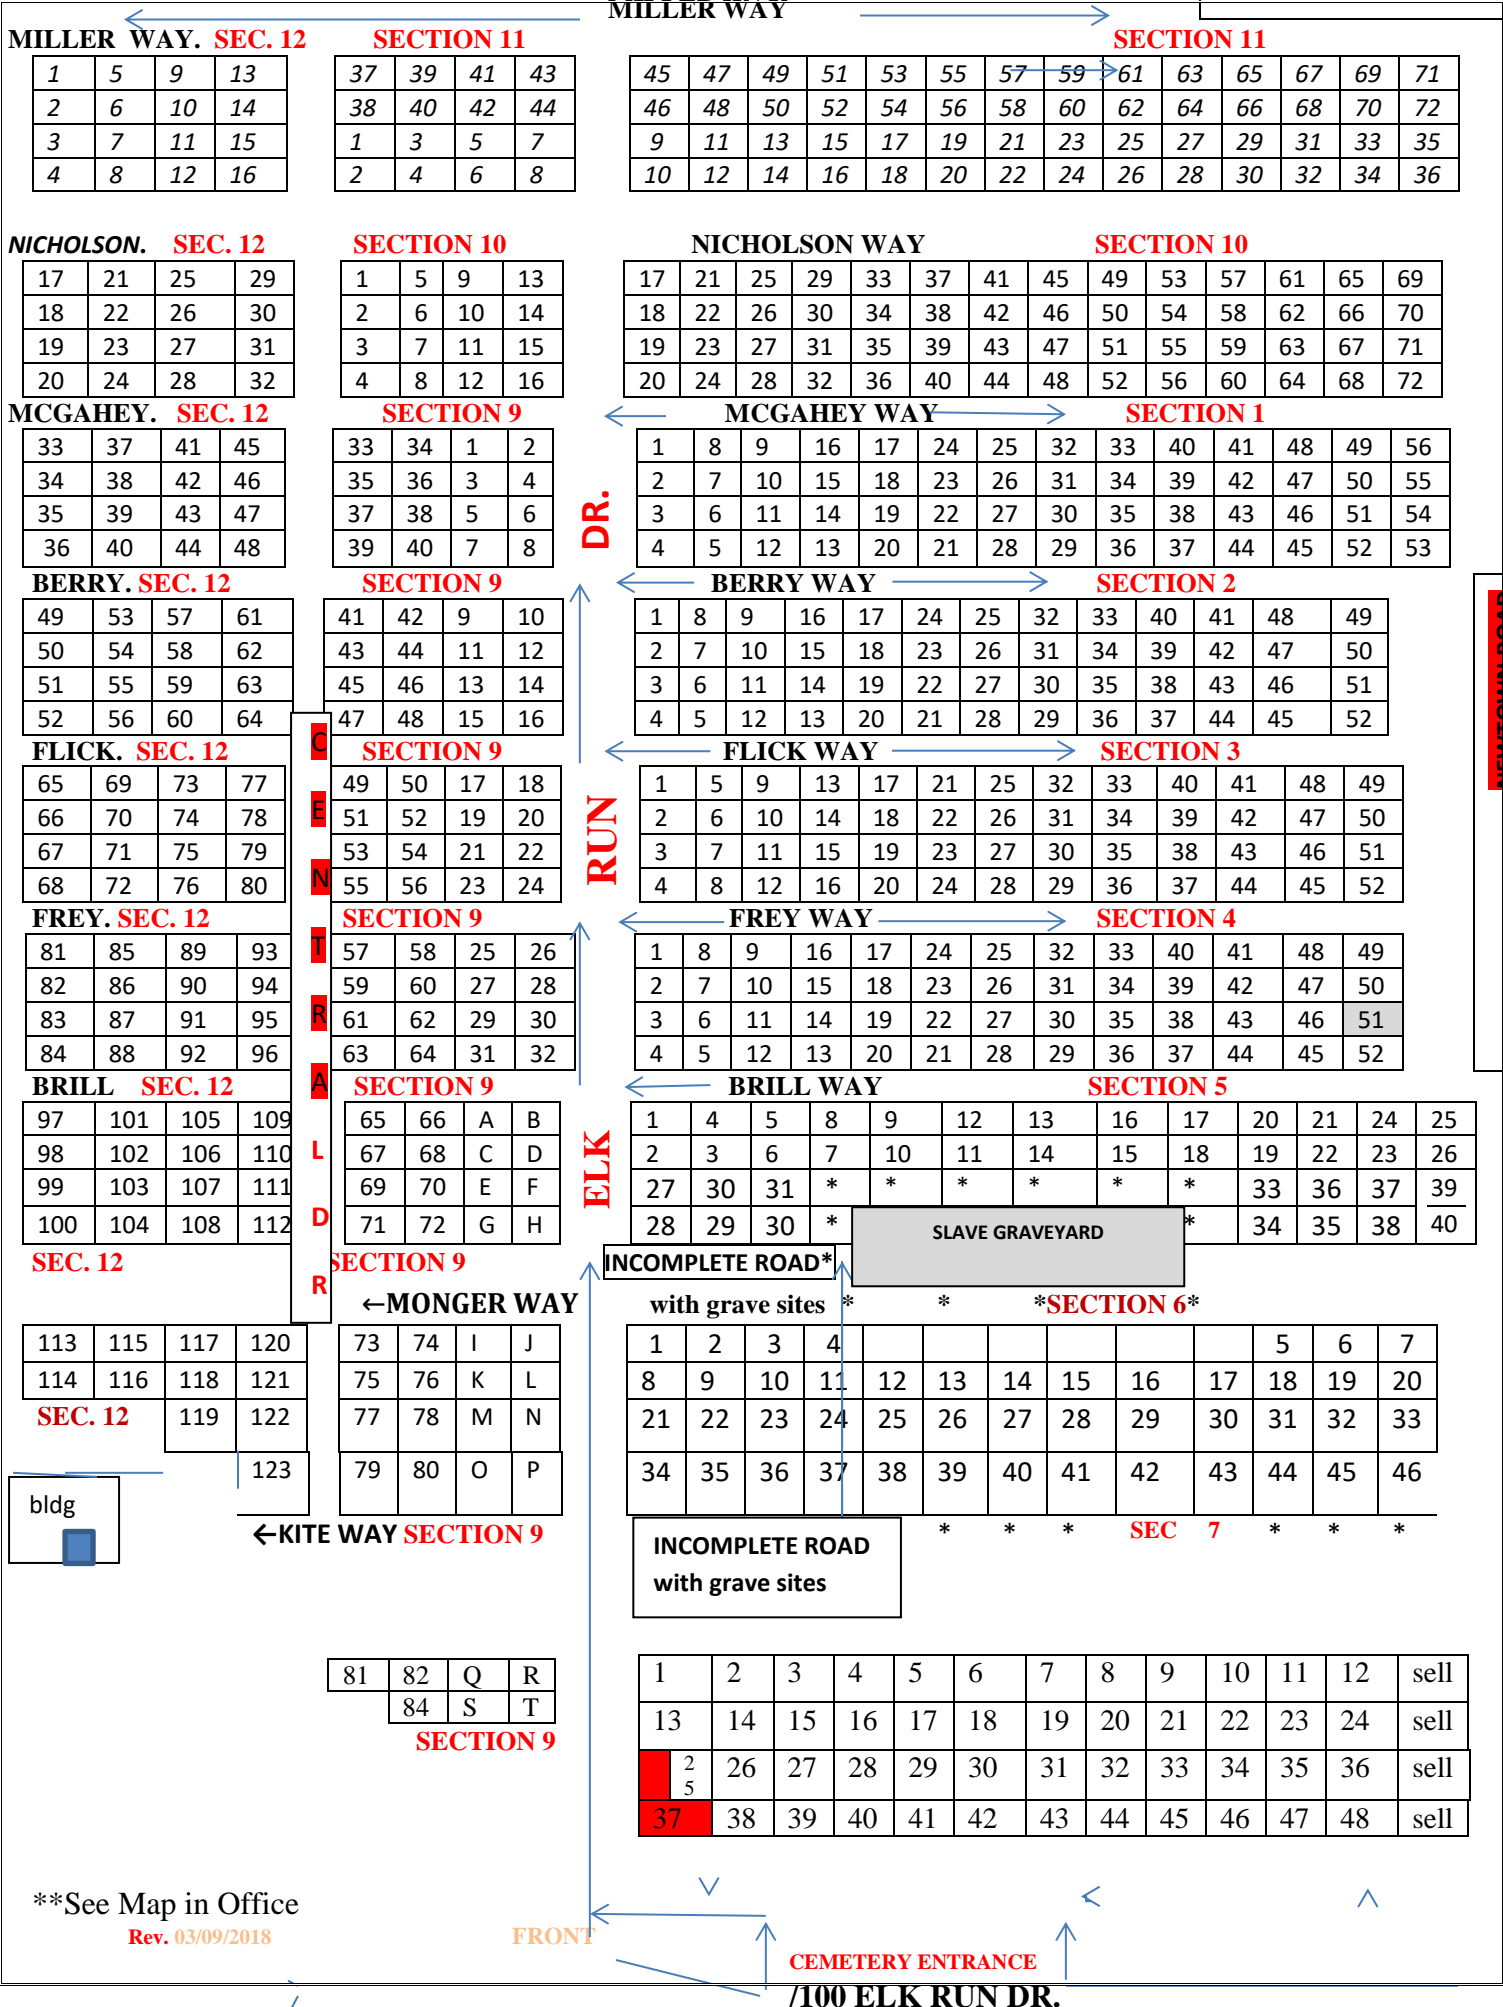 MILLER WAY
MILLER WAY. SEC. 12 SECTION 11 SECTION 11
1 5 9 13 37 39 41 43 45 47 49 51 53 55 57 59 61 63 65 67 69 71
2 6 10 14 38 40 42 44 46 48 50 52 54 56 58 60 62 64 66 68 70 72
3 7 11 15 1 3 5 7 9 11 13 15 17 19 21 23 25 27 29 31 33 35
4 8 12 16 2 4 6 8 10 12 14 16 18 20 22 24 26 28 30 32 34 36
NICHOLSON. SEC. 12 SECTION 10 NICHOLSON WAY SECTION 10
17 21 25 29 1 5 9 13 17 21 25 29 33 37 41 45 49 53 57 61 65 69
18 22 26 30 2 6 10 14 18 22 26 30 34 38 42 46 50 54 58 62 66 70
19 23 27 31 3 7 11 15 19 23 27 31 35 39 43 47 51 55 59 63 67 71
20 24 28 32 4 8 12 16 20 24 28 32 36 40 44 48 52 56 60 64 68 72
MCGAHEY. SEC. 12 SECTION 9 MCGAHEY WAY SECTION 1
33 37 41 45 33 34 1 2 1 8 9 16 17 24 25 32 33 40 41 48 49 56
34 38 42 46 35 36 3 4 2 7 10 15 18 23 26 31 34 39 42 47 50 55
35 39 43 47 37 38 5 6 3 6 11 14 19 22 27 30 35 38 43 46 51 54
36 40 44 48 39 40 7 8 4 5 12 13 20 21 28 29 36 37 44 45 52 53
BERRY. SEC. 12 SECTION 9 BERRY WAY SECTION 2
49 53 57 61 41 42 9 10 1 8 9 16 17 24 25 32 33 40 41 48 49
50 54 58 62 43 44 11 12 2 7 10 15 18 23 26 31 34 39 42 47 50
51 55 59 63 45 46 13 14 3 6 11 14 19 22 27 30 35 38 43 46 51
52 56 60 64 47 48 15 16 4 5 12 13 20 21 28 29 36 37 44 45 52
FLICK. SEC. 12 SECTION 9 FLICK WAY SECTION 3
65 69 73 77 49 50 17 18 1 5 9 13 17 21 25 32 33 40 41 48 49
66 70 74 78 51 52 19 20 2 6 10 14 18 22 26 31 34 39 42 47 50
67 71 75 79 53 54 21 22 3 7 11 15 19 23 27 30 35 38 43 46 51
68 72 76 80 55 56 23 24 4 8 12 16 20 24 28 29 36 37 44 45 52
FREY. SEC. 12 SECTION 9 FREY WAY SECTION 4
81 85 89 93 57 58 25 26 1 8 9 16 17 24 25 32 33 40 41 48 49
82 86 90 94 59 60 27 28 2 7 10 15 18 23 26 31 34 39 42 47 50
83 87 91 95 61 62 29 30 3 6 11 14 19 22 27 30 35 38 43 46 51
84 88 92 96 63 64 31 32 4 5 12 13 20 21 28 29 36 37 44 45 52
BRILL SEC. 12 SECTION 9 BRILL WAY SECTION 5
97 101 105 109 65 66 A B 1 4 5 8 9 12 13 16 17 20 21 24 25
98 102 106 110 67 68 C D 2 3 6 7 10 11 14 15 18 19 22 23 26
99 103 107 111 69 70 E F 27 30 31 * * * * * * 33 36 37 39
100 104 108 112 71 72 G H 28 29 30 * * 34 35 38 40
SLAVE GRAVEYARD
SEC. 12 SECTION 9 INCOMPLETE ROAD*
←MONGER WAY with grave sites * * *SECTION 6*
113 115 117 120 73 74 I J 1 2 3 4 5 6 7
114 116 118 121 75 76 K L 8 9 10 11 12 13 14 15 16 17 18 19 20
SEC. 12 119 122 77 78 M N 21 22 23 24 25 26 27 28 29 30 31 32 33
123 79 80 O P 34 35 36 37 38 39 40 41 42 43 44 45 46
bldg
←KITE WAY SECTION 9 * * * SEC 7 * * *
INCOMPLETE ROAD
with grave sites
81 82 Q R 1 2 3 4 5 6 7 8 9 10 11 12 sell
84 S T 13 14 15 16 17 18 19 20 21 22 23 24 sell
SECTION 9
2
5 26 27 28 29 30 31 32 33 34 35 36 sell
37 38 39 40 41 42 43 44 45 46 47 48 sell
CENTRAL DR
ELK RUN DR.
NEWTOWN ROAD
**See Map in Office
Rev. 03/09/2018 FRONT
CEMETERY ENTRANCE
/100 ELK RUN DR.